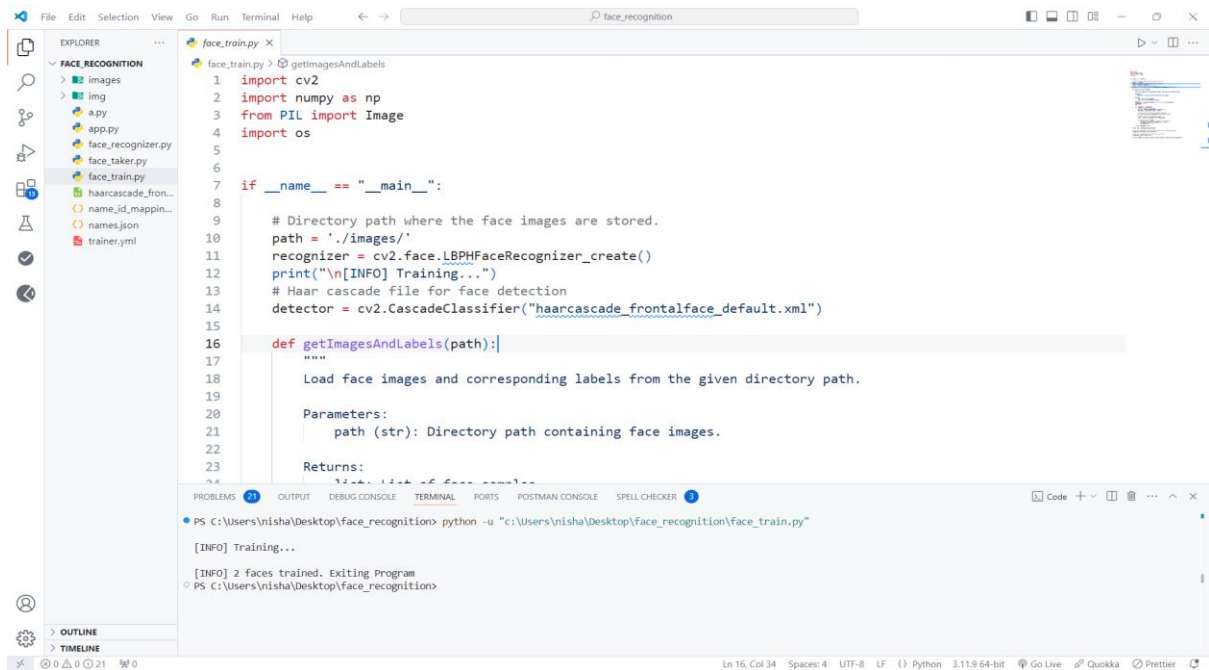 File Edit Selection View Go Run Terminal Help
face_recognition
EXPLORER
FACE_RECOGNITION
images
img
a.py
app.py
face_recognizer.py
face_taker.py
face_train.py
haarcascade_fron...
name_id_mappin...
names.json
trainer.yml
OUTLINE
TIMELINE
13
face_train.py
face_train.py > getImagesAndLabels
1 import cv2
2 import numpy as np
3 from PIL import Image
4 import os
5
6
7 if __name__ == "__main__":
8
9 # Directory path where the face images are stored.
10 path = './images/'
11 recognizer = cv2.face.LBPHFaceRecognizer_create()
12 print("\n[INFO] Training...")
13 # Haar cascade file for face detection
14 detector = cv2.CascadeClassifier("haarcascade_frontalface_default.xml")
15
16 def getImagesAndLabels(path):
17 """
18 Load face images and corresponding labels from the given directory path.
19
20 Parameters:
21 path (str): Directory path containing face images.
22
23 Returns:
PROBLEMS 21 OUTPUT DEBUG CONSOLE TERMINAL PORTS POSTMAN CONSOLE SPELL CHECKER 3
Code
PS C:\Users\nisha\Desktop\face_recognition> python -u "c:\Users\nisha\Desktop\face_recognition\face_train.py"
[INFO] Training...
[INFO] 2 faces trained. Exiting Program
PS C:\Users\nisha\Desktop\face_recognition>
0 0 21 0 Ln 16, Col 34 Spaces: 4 UTF-8 LF {} Python 3.11.9 64-bit Go Live Quokka Prettier